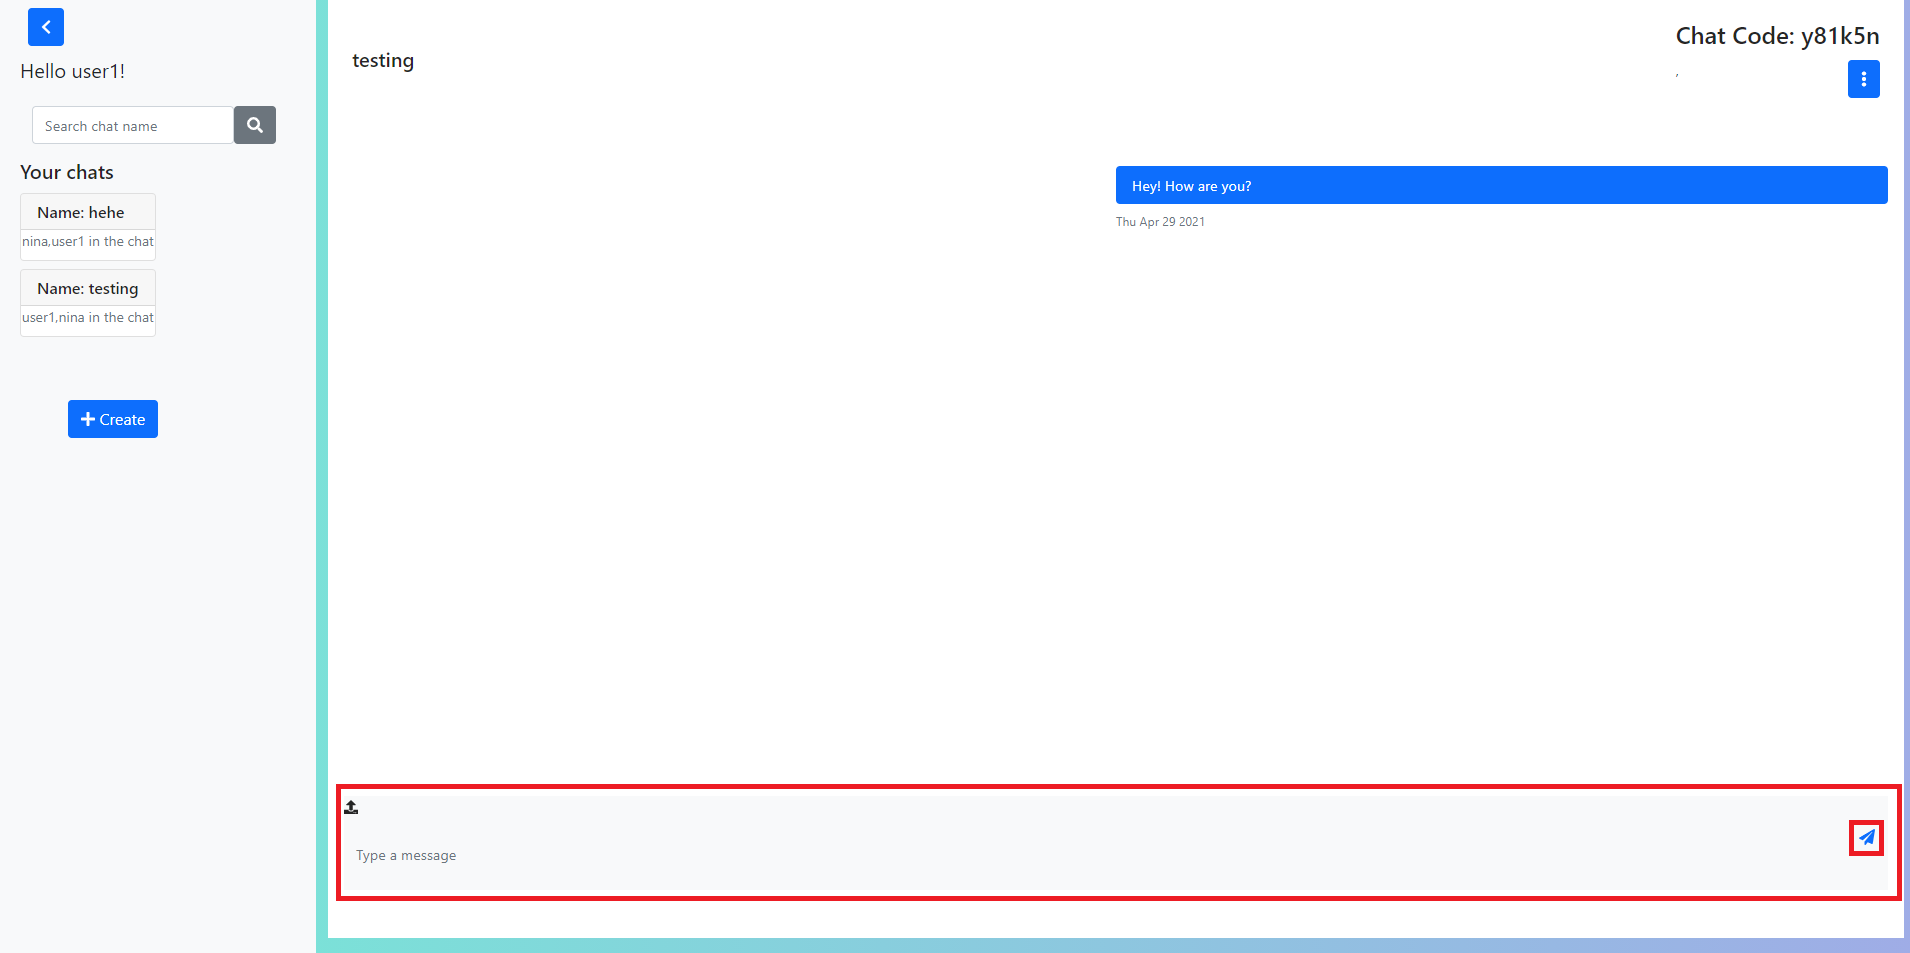 Hello user1!
Search chat name
Your chats
Name: hehe
nina,user1 in the chat
Name: testing
user1,nina in the chat
Create
testing
Chat Code: y81k5n
,
Hey! How are you?
Thu Apr 29 2021
Type a message